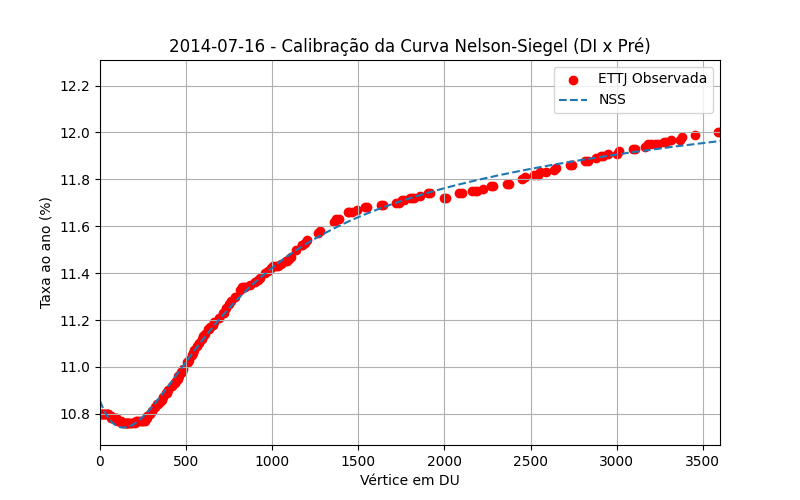 2014-07-16 - Calibração da Curva Nelson-Siegel (DI x Pré)
ETTJ Observada
NSS
Taxa ao ano (%)
12.2
12.0
11.8
11.6
11.4
11.2
11.0
10.8
0 500 1000 1500 2000 2500 3000 3500
Vértice em DU